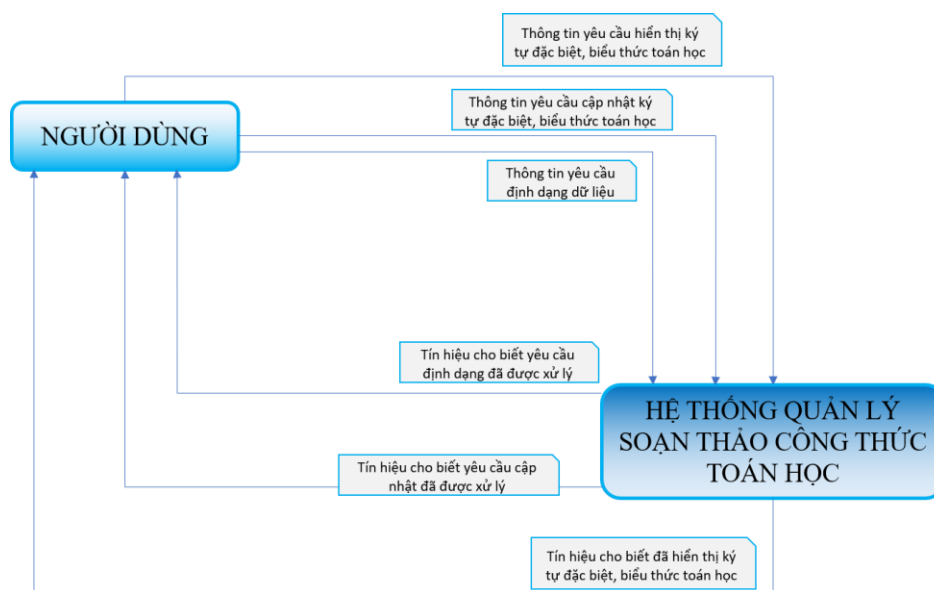 Thông tin yêu cầu hiển thị ký
tự đặc biệt, biểu thức toán học
Thông tin yêu cầu cập nhật ký
tự đặc biệt, biểu thức toán học
NGƯỜI DÙNG
Thông tin yêu cầu
định dạng dữ liệu
Tín hiệu cho biết yêu cầu
định dạng đã được xử lý
HỆ THỐNG QUẢN LÝ
SOẠN THẢO CÔNG THỨC
TOÁN HỌC
Tín hiệu cho biết yêu cầu cập
nhật đã được xử lý
Tín hiệu cho biết đã hiển thị ký
tự đặc biệt, biểu thức toán học